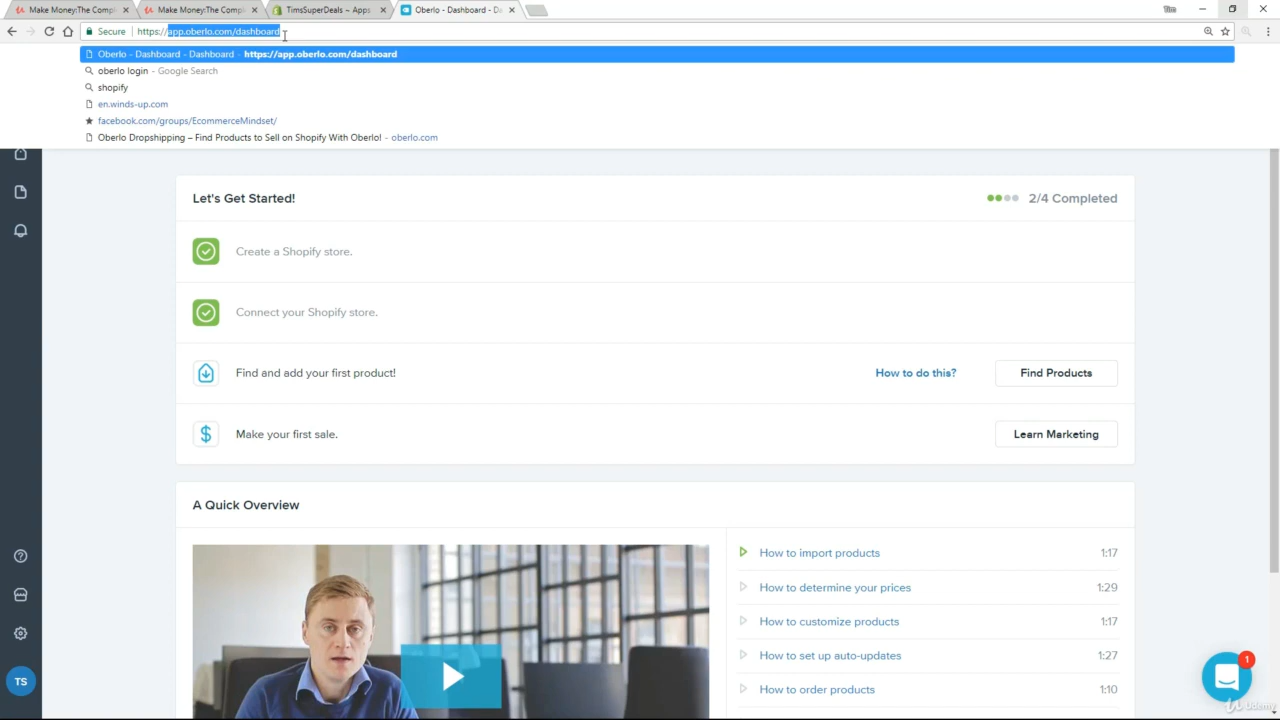 Make Money:The Compl
Make Money:The Compl
TimsSuperDeals ~ Apps
Oberlo - Dashboard - Da
Tim
Secure
https://app.oberlo.com/dashboard
Oberlo - Dashboard - Dashboard - https://app.oberlo.com/dashboard
oberlo login - Google Search
shopify
en.winds-up.com
facebook.com/groups/EcommerceMindset/
Oberlo Dropshipping – Find Products to Sell on Shopify With Oberlo! - oberlo.com
Let's Get Started!
2/4 Completed
Create a Shopify store.
Connect your Shopify store.
Find and add your first product!
How to do this?
Find Products
Make your first sale.
Learn Marketing
A Quick Overview
How to import products 1:17
How to determine your prices 1:29
How to customize products 1:17
How to set up auto-updates 1:27
How to order products 1:10
TS
1
Udemy